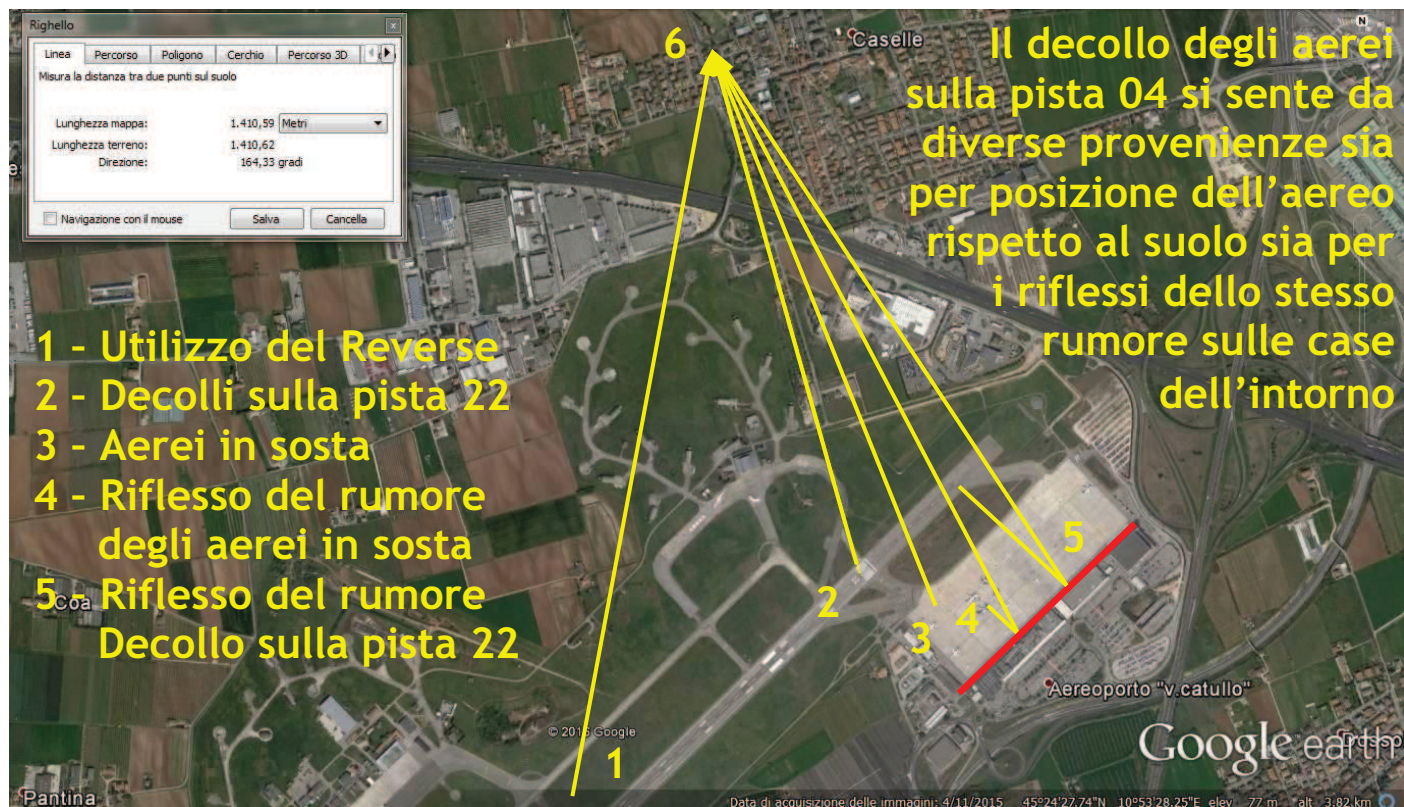 Righello
Linea Percorso Poligono Cerchio Percorso 3D
Misura la distanza tra due punti sul suolo
Lunghezza mappa: 1.410,59 Metri
Lunghezza terreno: 1.410,62
Direzione: 164,33 gradi
Navigazione con il mouse Salva Cancella
6
Caselle
N
Il decollo degli aerei
sulla pista 04 si sente da
diverse provenienze sia
per posizione dell’aereo
rispetto al suolo sia per
i riflessi dello stesso
rumore sulle case
dell’intorno
1 - Utilizzo del Reverse
2 - Decolli sulla pista 22
3 - Aerei in sosta
4 - Riflesso del rumore
degli aerei in sosta
5 - Riflesso del rumore
Decollo sulla pista 22
Coa
5
2
4
3
Aereoporto "v.catullo"
© 2016 Google
1
Google earth
Pantina
Data di acquisizione delle immagini: 4/11/2015 45°24'27.74"N 10°53'28.25"E elev 77 m alt 3.82 km